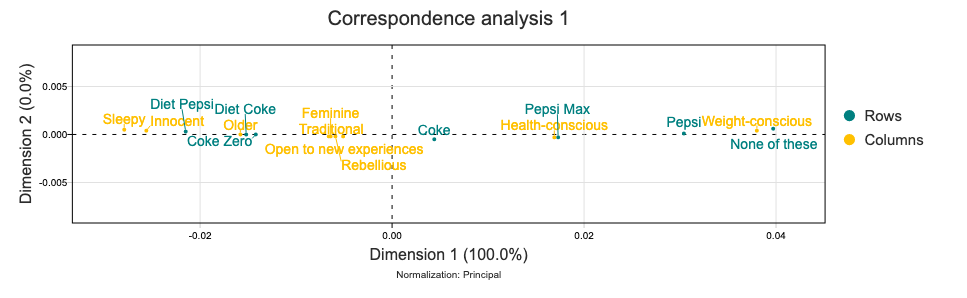 Correspondence analysis 1
Dimension 2 (0.0%)
0.005
0.000
-0.005
Diet Pepsi
Diet Coke
Sleepy
Innocent
Older
Coke Zero
Feminine
Traditional
Open to new experiences
Rebellious
Coke
Pepsi Max
Health-conscious
Pepsi
Weight-conscious
None of these
Rows
Columns
-0.02
0.00
0.02
0.04
Dimension 1 (100.0%)
Normalization: Principal